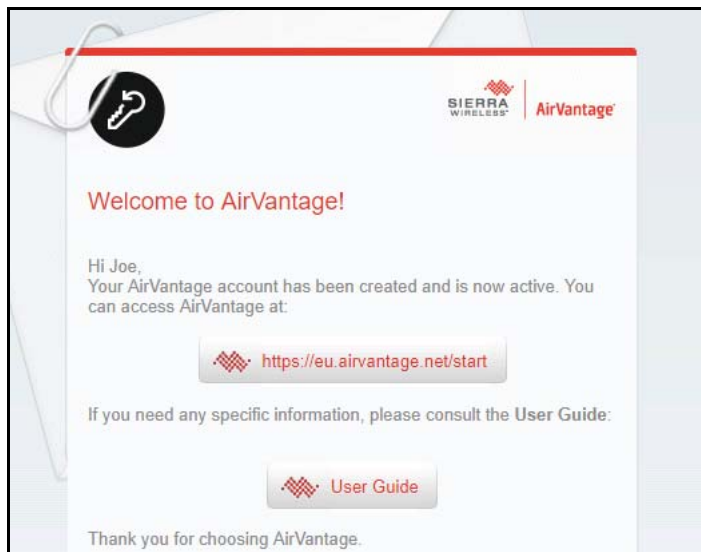 SIERRA
WIRELESS
AirVantage
Welcome to AirVantage!
Hi Joe,
Your AirVantage account has been created and is now active. You
can access AirVantage at:
https://eu.airvantage.net/start
If you need any specific information, please consult the User Guide:
User Guide
Thank you for choosing AirVantage.